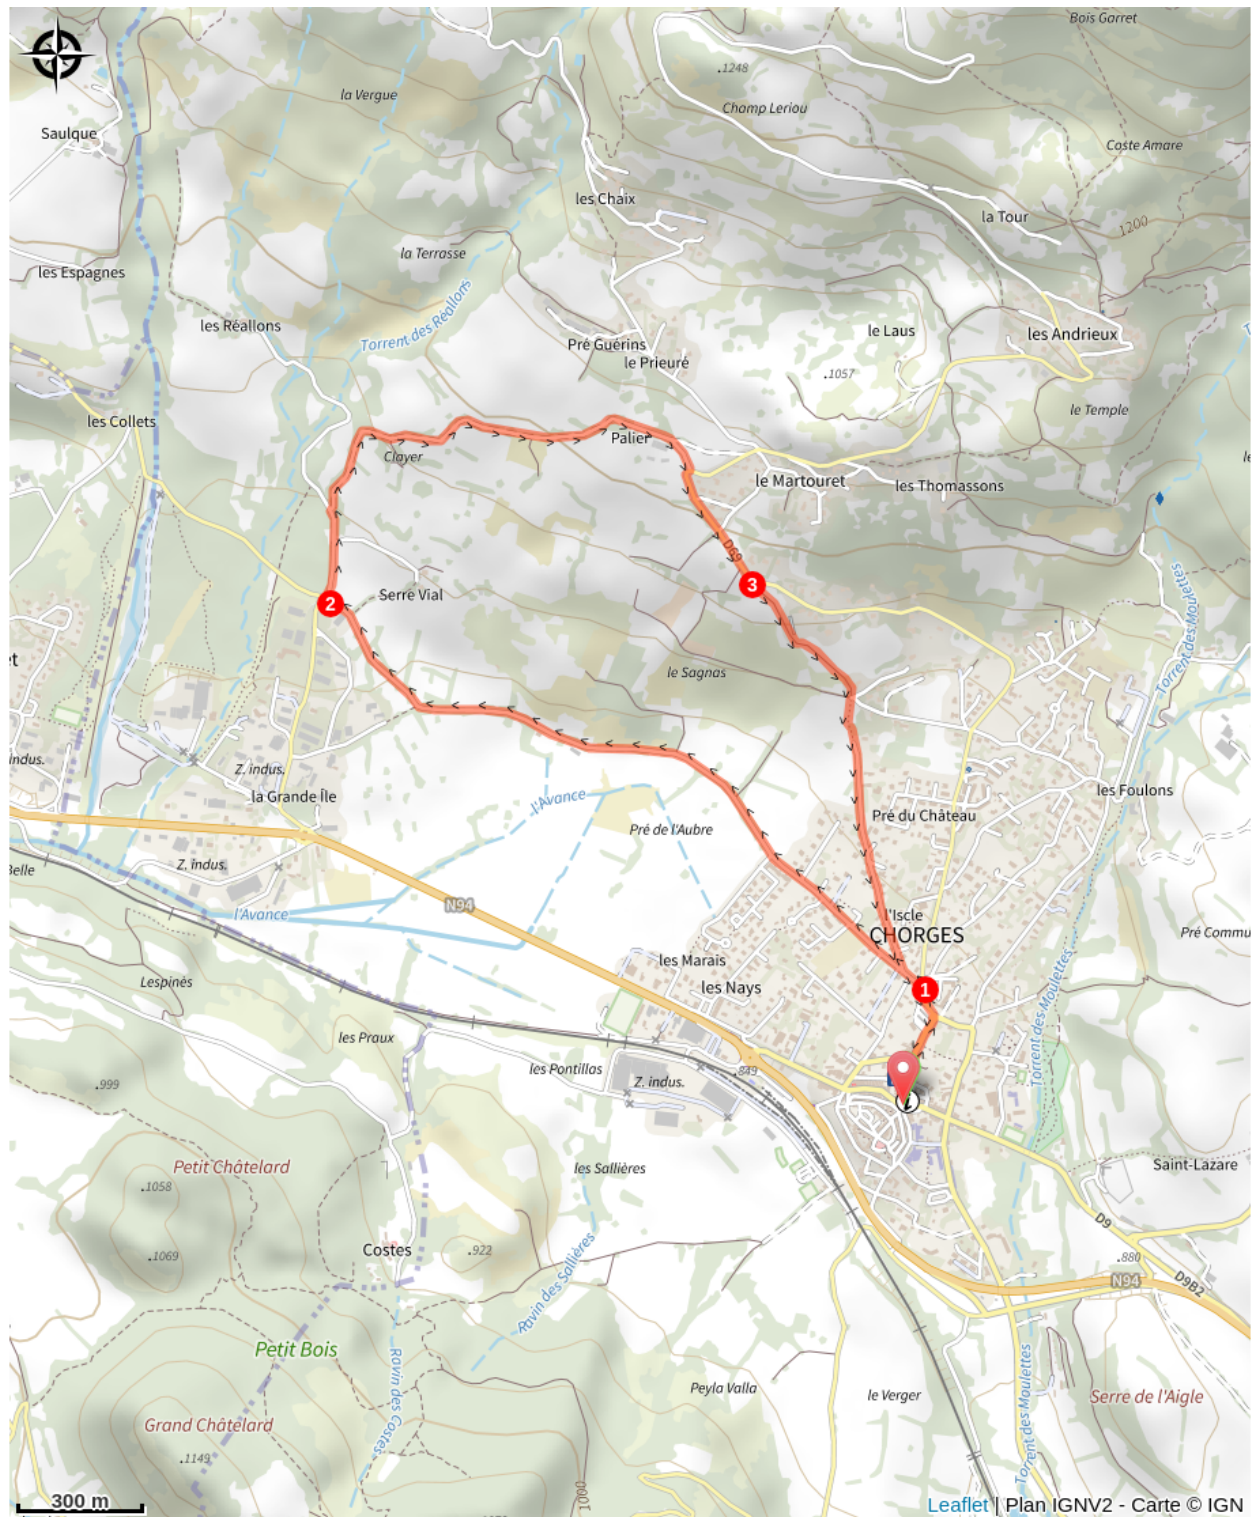 Bois Garret
.1248
la Vergue
Champ Leriou
Saulque
Coste Amare
les Chaix
la Tour
1200
la Terrasse
les Espagnes
Torrent des Réallons
les Réallons
le Laus
les Andrieux
Pré Guérins
le Prieuré
.1057
le Temple
les Collets
Palier
Clayer
le Martouret
les Thomassons
D69
3
2
Serre Vial
Torrent des Moulettes
le Sagnas
indus.
Z. indus.
la Grande Île
l'Avance
les Foulons
Pré du Château
Pré de l'Aubre
Z. indus.
Belle
N94
l'Avance
l'Iscle
CHORGES
Pré Commu
les Marais
Lespinès
les Nays
1
Torrent des Moulettes
les Praux
les Pontillas
.849
Z. indus.
.999
Petit Châtelard
.1058
les Sallières
Saint-Lazare
D9
Costes
.922
.1069
.880
N94
D9B2
Ravin des Sallières
Petit Bois
Ravin des Costes
Peyla Valla
le Verger
Serre de l'Aigle
Grand Châtelard
Torrent des Moulettes
.1149
1000
300 m
Leaflet | Plan IGNV2 - Carte © IGN